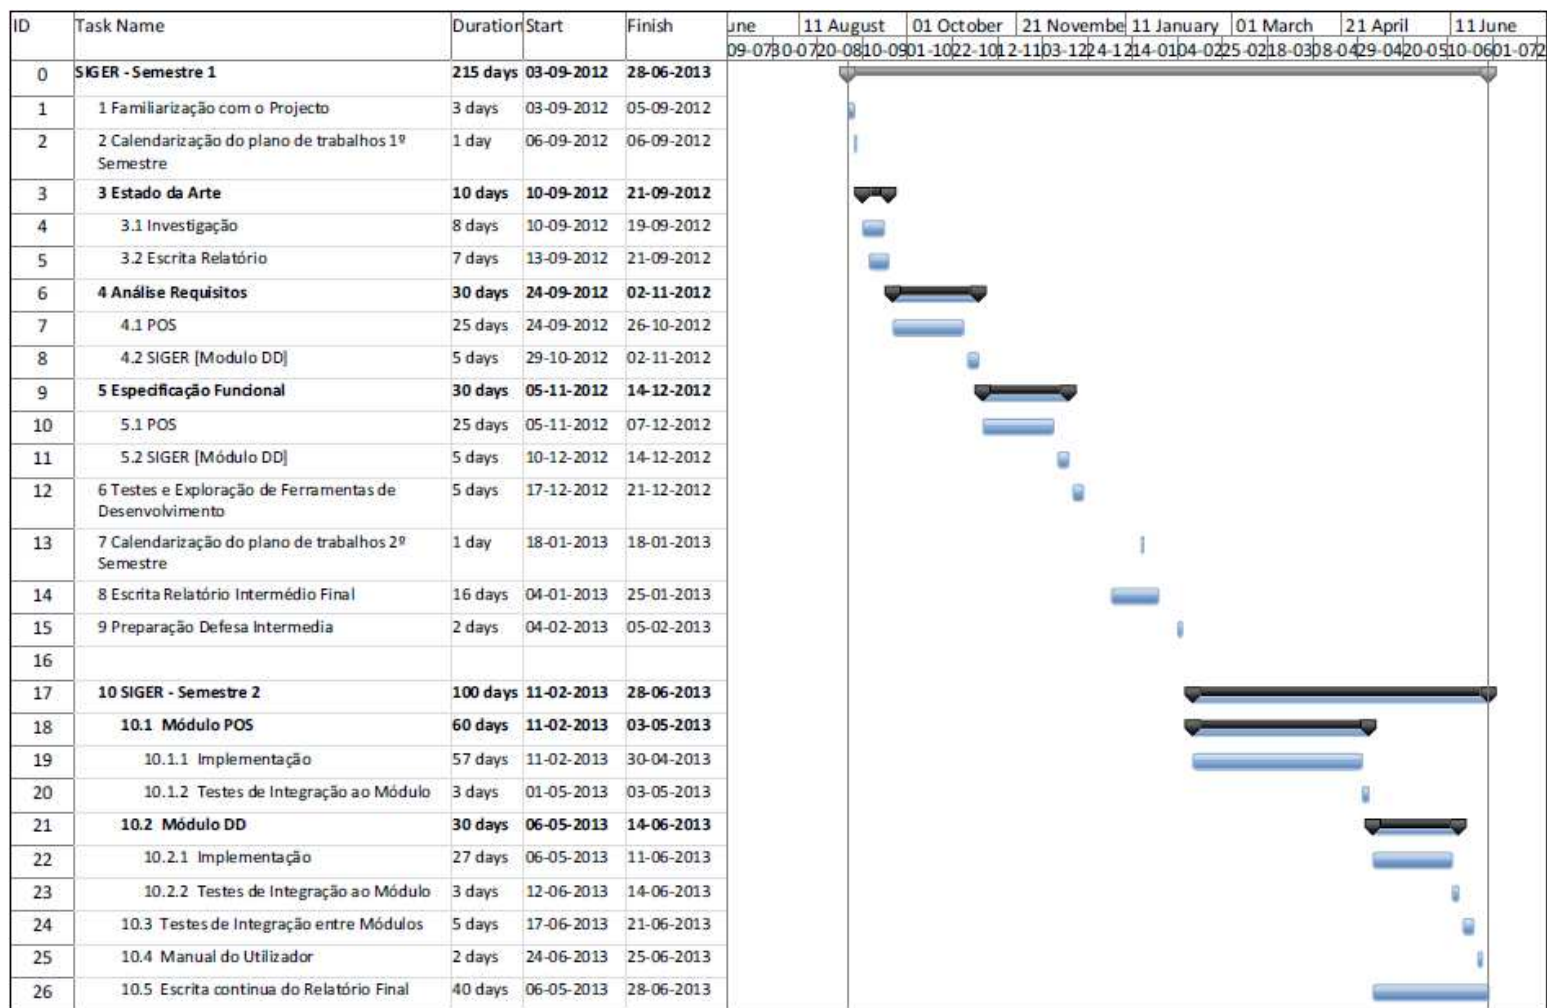 ID Task Name Duration Start Finish une 11 August 01 October 21 Novembe 11 January 01 March 21 April 11 June
09-07 30-07 20-08 10-09 01-10 22-10 12-11 03-12 24-12 14-01 04-02 25-02 18-03 08-04 29-04 20-05 10-06 01-07 2
0 SIGER - Semestre 1 215 days 03-09-2012 28-06-2013
1 1 Familiarização com o Projecto 3 days 03-09-2012 05-09-2012
2 2 Calendarização do plano de trabalhos 1º 1 day 06-09-2012 06-09-2012
Semestre
3 3 Estado da Arte 10 days 10-09-2012 21-09-2012
4 3.1 Investigação 8 days 10-09-2012 19-09-2012
5 3.2 Escrita Relatório 7 days 13-09-2012 21-09-2012
6 4 Análise Requisitos 30 days 24-09-2012 02-11-2012
7 4.1 POS 25 days 24-09-2012 26-10-2012
8 4.2 SIGER [Modulo DD] 5 days 29-10-2012 02-11-2012
9 5 Especificação Funcional 30 days 05-11-2012 14-12-2012
10 5.1 POS 25 days 05-11-2012 07-12-2012
11 5.2 SIGER [Módulo DD] 5 days 10-12-2012 14-12-2012
12 6 Testes e Exploração de Ferramentas de 5 days 17-12-2012 21-12-2012
Desenvolvimento
13 7 Calendarização do plano de trabalhos 2º 1 day 18-01-2013 18-01-2013
Semestre
14 8 Escrita Relatório Intermédio Final 16 days 04-01-2013 25-01-2013
15 9 Preparação Defesa Intermedia 2 days 04-02-2013 05-02-2013
16
17 10 SIGER - Semestre 2 100 days 11-02-2013 28-06-2013
18 10.1 Módulo POS 60 days 11-02-2013 03-05-2013
19 10.1.1 Implementação 57 days 11-02-2013 30-04-2013
20 10.1.2 Testes de Integração ao Módulo 3 days 01-05-2013 03-05-2013
21 10.2 Módulo DD 30 days 06-05-2013 14-06-2013
22 10.2.1 Implementação 27 days 06-05-2013 11-06-2013
23 10.2.2 Testes de Integração ao Módulo 3 days 12-06-2013 14-06-2013
24 10.3 Testes de Integração entre Módulos 5 days 17-06-2013 21-06-2013
25 10.4 Manual do Utilizador 2 days 24-06-2013 25-06-2013
26 10.5 Escrita continua do Relatório Final 40 days 06-05-2013 28-06-2013